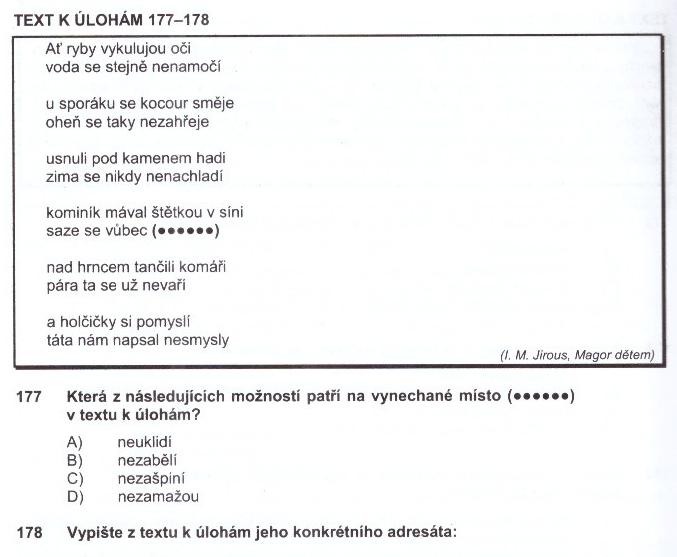 TEXT K ÚLOHÁM 177–178
Ať ryby vykulujou oči
voda se stejně nenamočí
u sporáku se kocour směje
oheň se taky nezahřeje
usnuli pod kamenem hadi
zima se nikdy nenachladí
kominík mával štětkou v síni
saze se vůbec (●●●●●●)
nad hrncem tančili komáři
pára ta se už nevaří
a holčičky si pomyslí
táta nám napsal nesmysly
(I. M. Jirous, Magor dětem)
177 Která z následujících možností patří na vynechané místo (●●●●●●)
v textu k úlohám?
A) neuklidí
B) nezabělí
C) nezašpiní
D) nezamažou
178 Vypište z textu k úlohám jeho konkrétního adresáta: